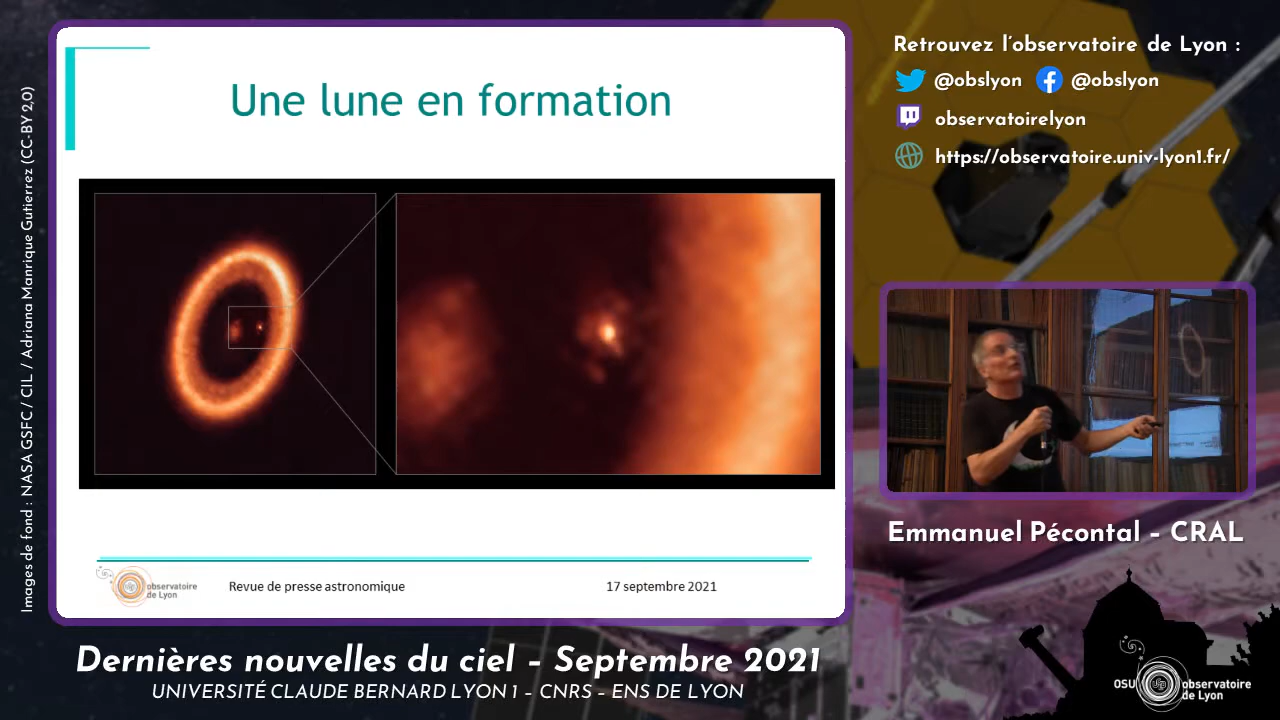 Une lune en formation
observatoire
de Lyon
Revue de presse astronomique
17 septembre 2021
Images de fond : NASA GSFC / CIL / Adriana Manrique Gutierrez (CC-BY 2,0)
Retrouvez l'observatoire de Lyon :
@obslyon @obslyon
observatoirelyon
https://observatoire.univ-lyon1.fr/
Emmanuel Pécontal – CRAL
Dernières nouvelles du ciel – Septembre 2021
UNIVERSITÉ CLAUDE BERNARD LYON 1 – CNRS – ENS DE LYON
OSU observatoire
de Lyon